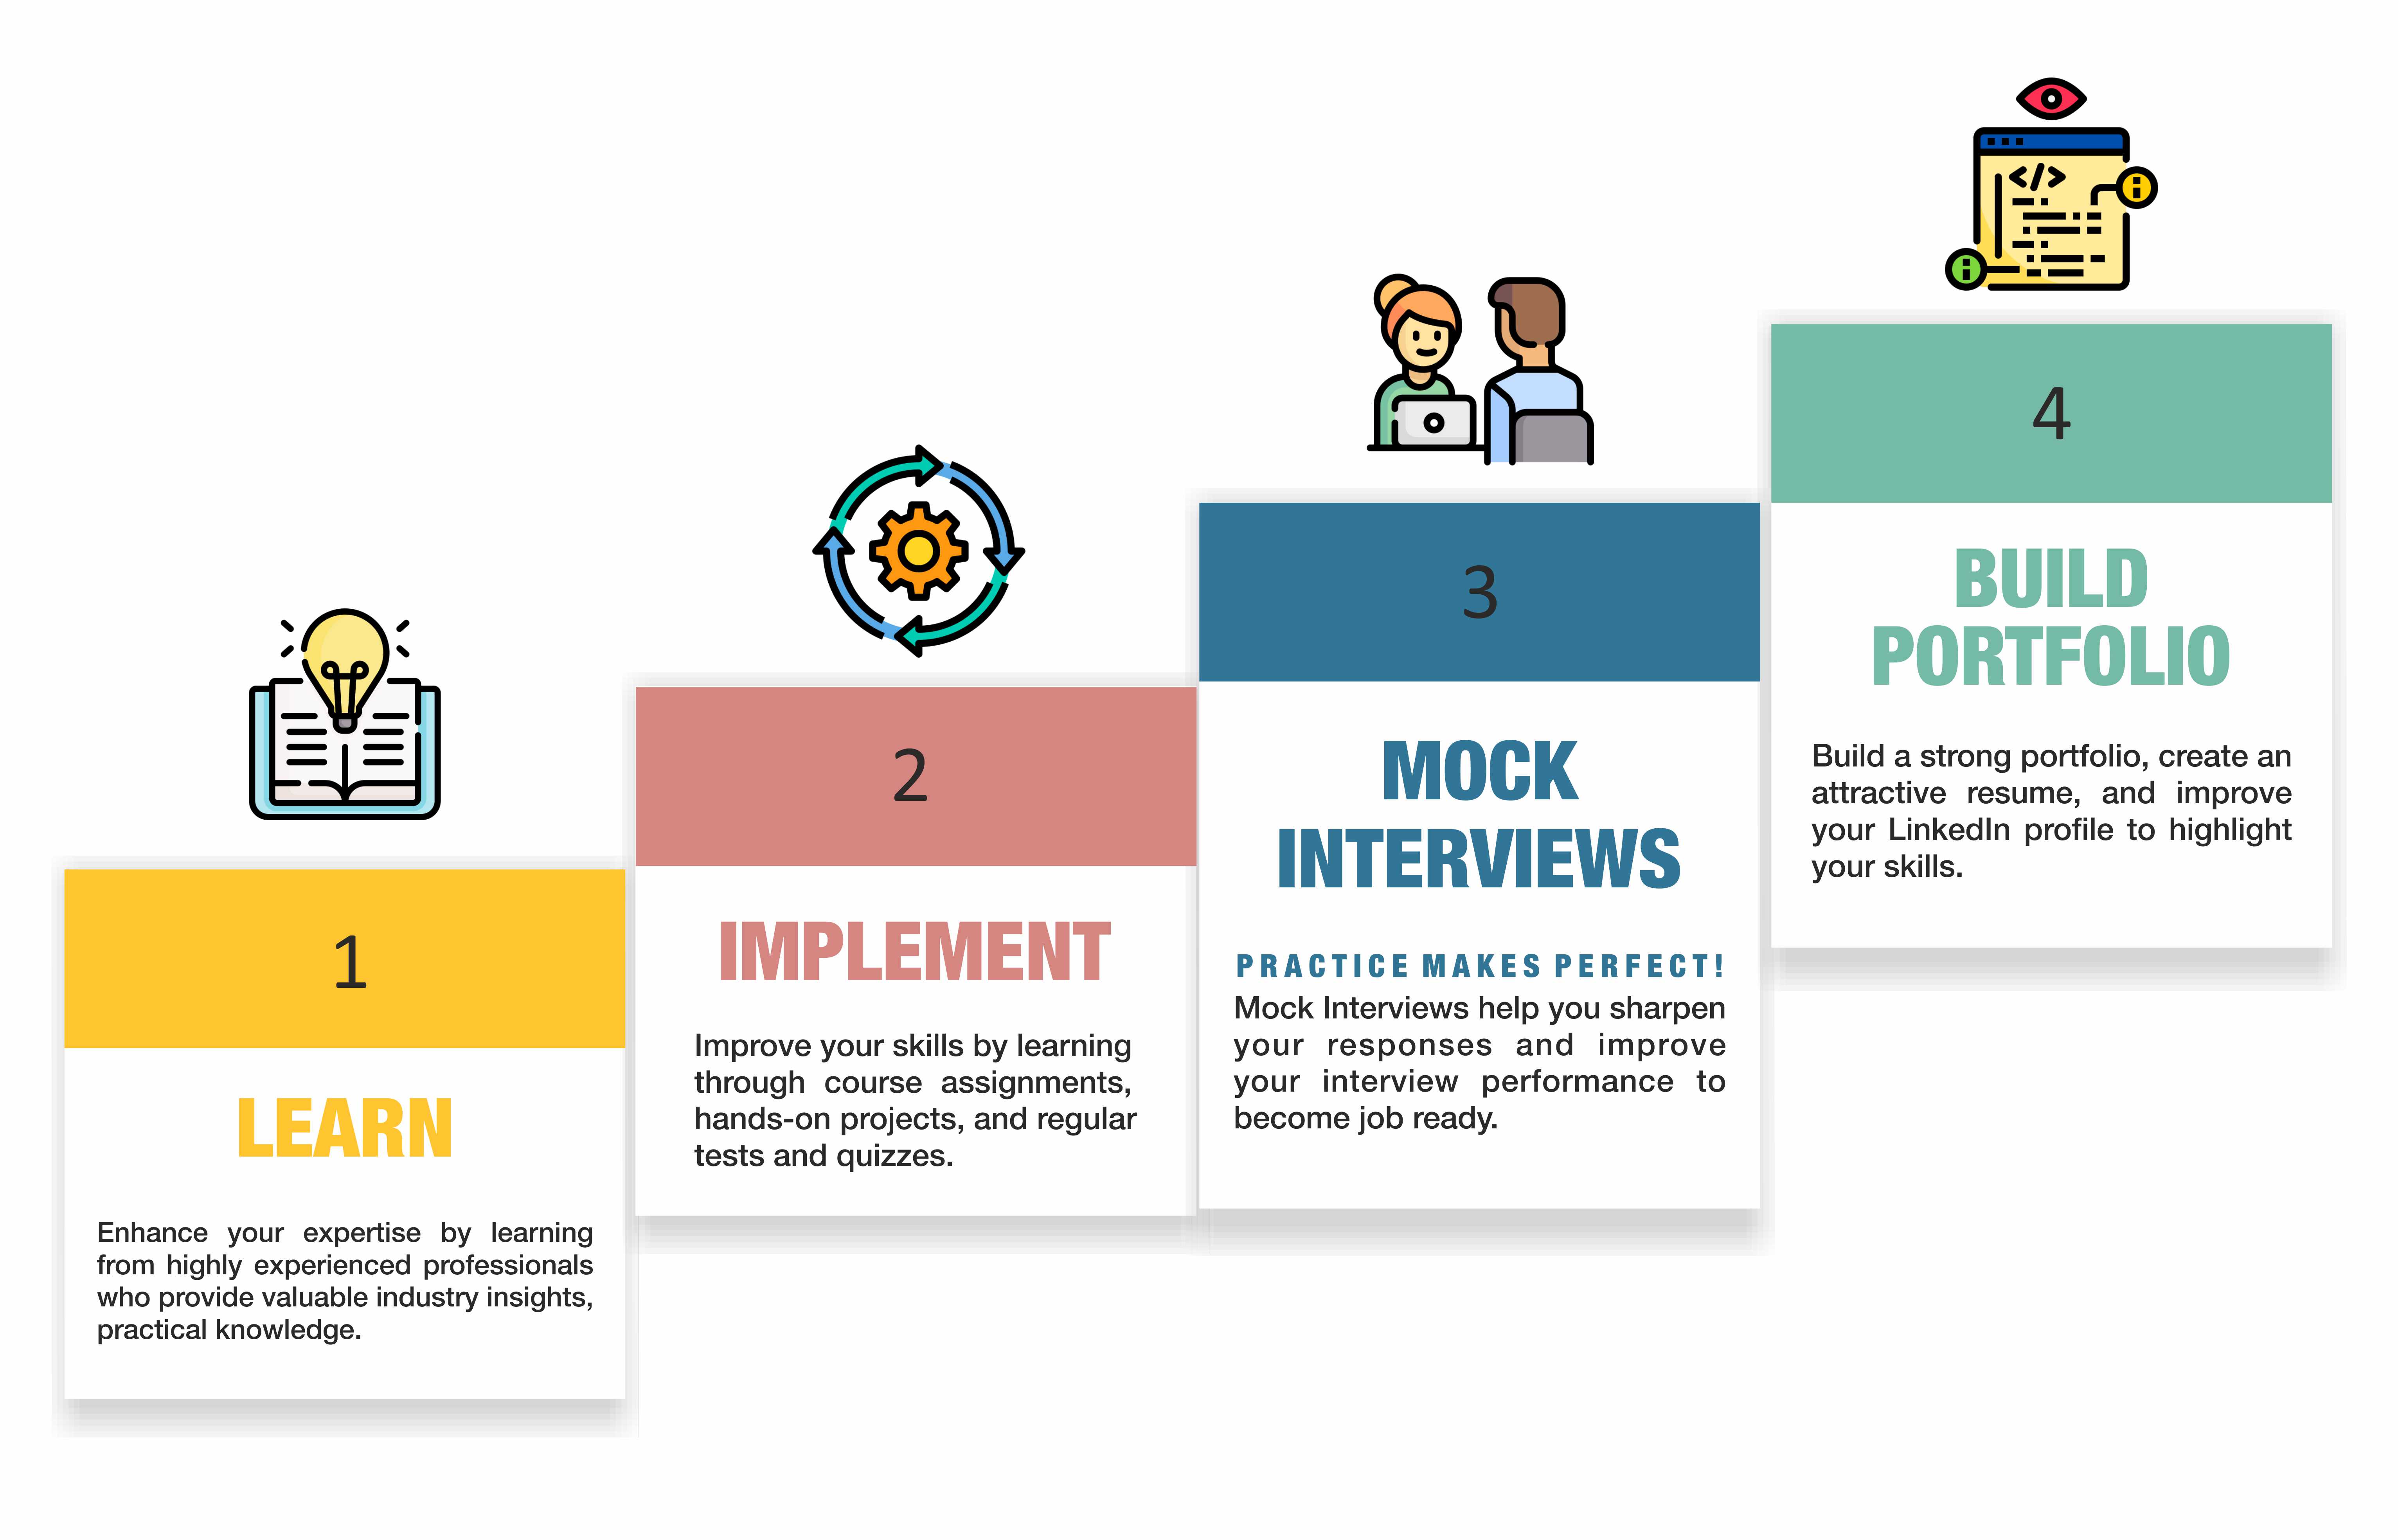 1
LEARN
Enhance your expertise by learning
from highly experienced professionals
who provide valuable industry insights,
practical knowledge.
2
IMPLEMENT
Improve your skills by learning
through course assignments,
hands-on projects, and regular
tests and quizzes.
3
MOCK
INTERVIEWS
PRACTICE MAKES PERFECT!
Mock Interviews help you sharpen
your responses and improve
your interview performance to
become job ready.
4
BUILD
PORTFOLIO
Build a strong portfolio, create an
attractive resume, and improve
your LinkedIn profile to highlight
your skills.